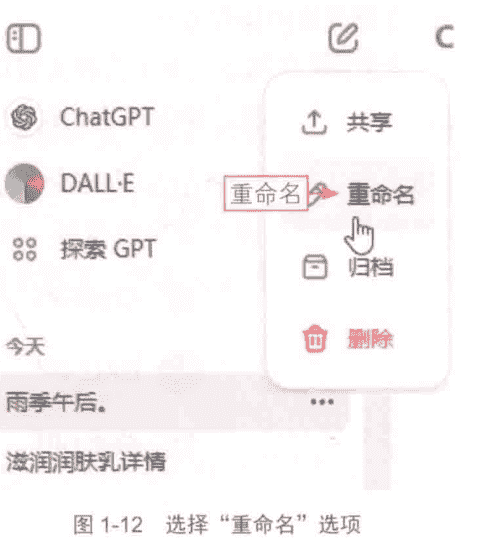 C
ChatGPT
共享
DALL·E
重命名
重命名
探索 GPT
归档
今天
删除
雨季午后。
滋润润肤乳详情
图 1-12 选择“重命名”选项